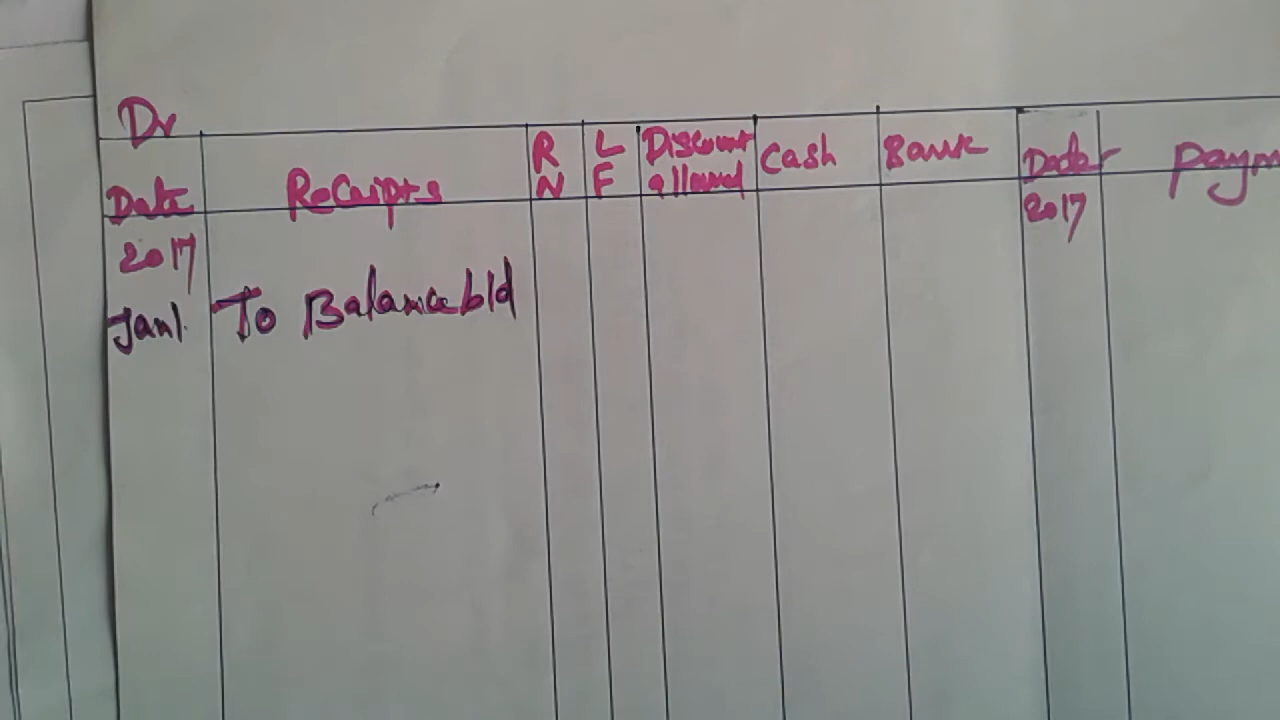 Dr
Date Receipts R N L F Discount allowed Cash Bank Date
2017 2017
Jan1. To Balance b/d